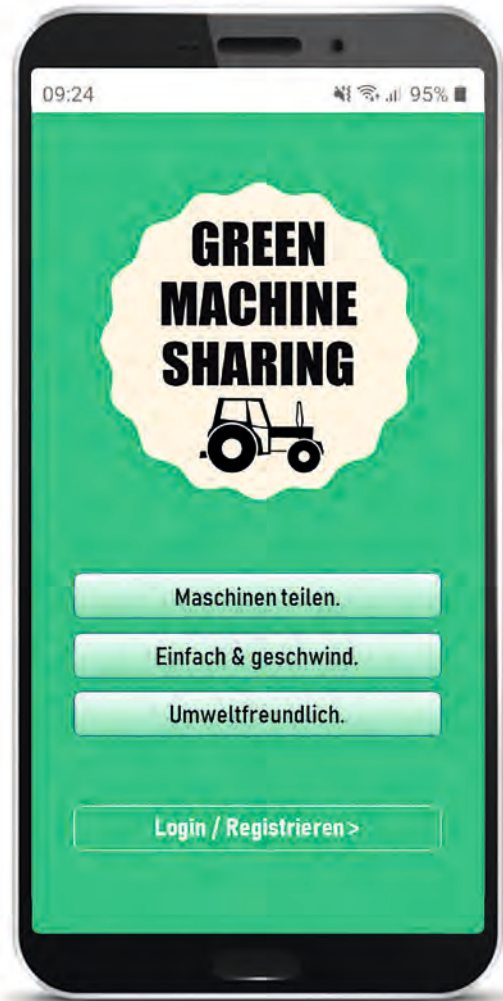 09:24
95%
GREEN
MACHINE
SHARING
Maschinen teilen.
Einfach & geschwind.
Umweltfreundlich.
Login / Registrieren >